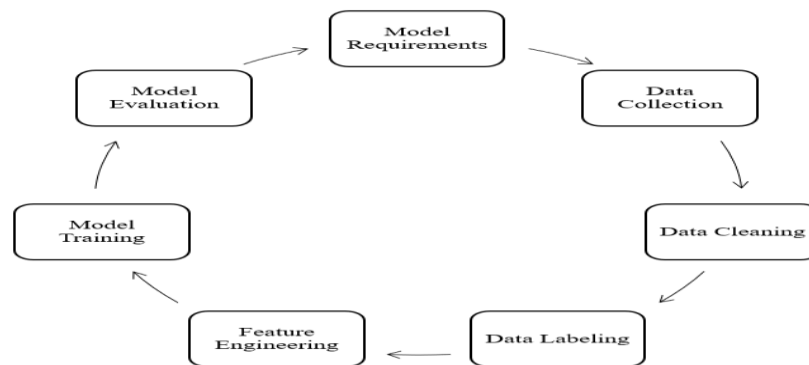 Model
Requirements
Data
Collection
Data Cleaning
Data Labeling
Feature
Engineering
Model
Training
Model
Evaluation